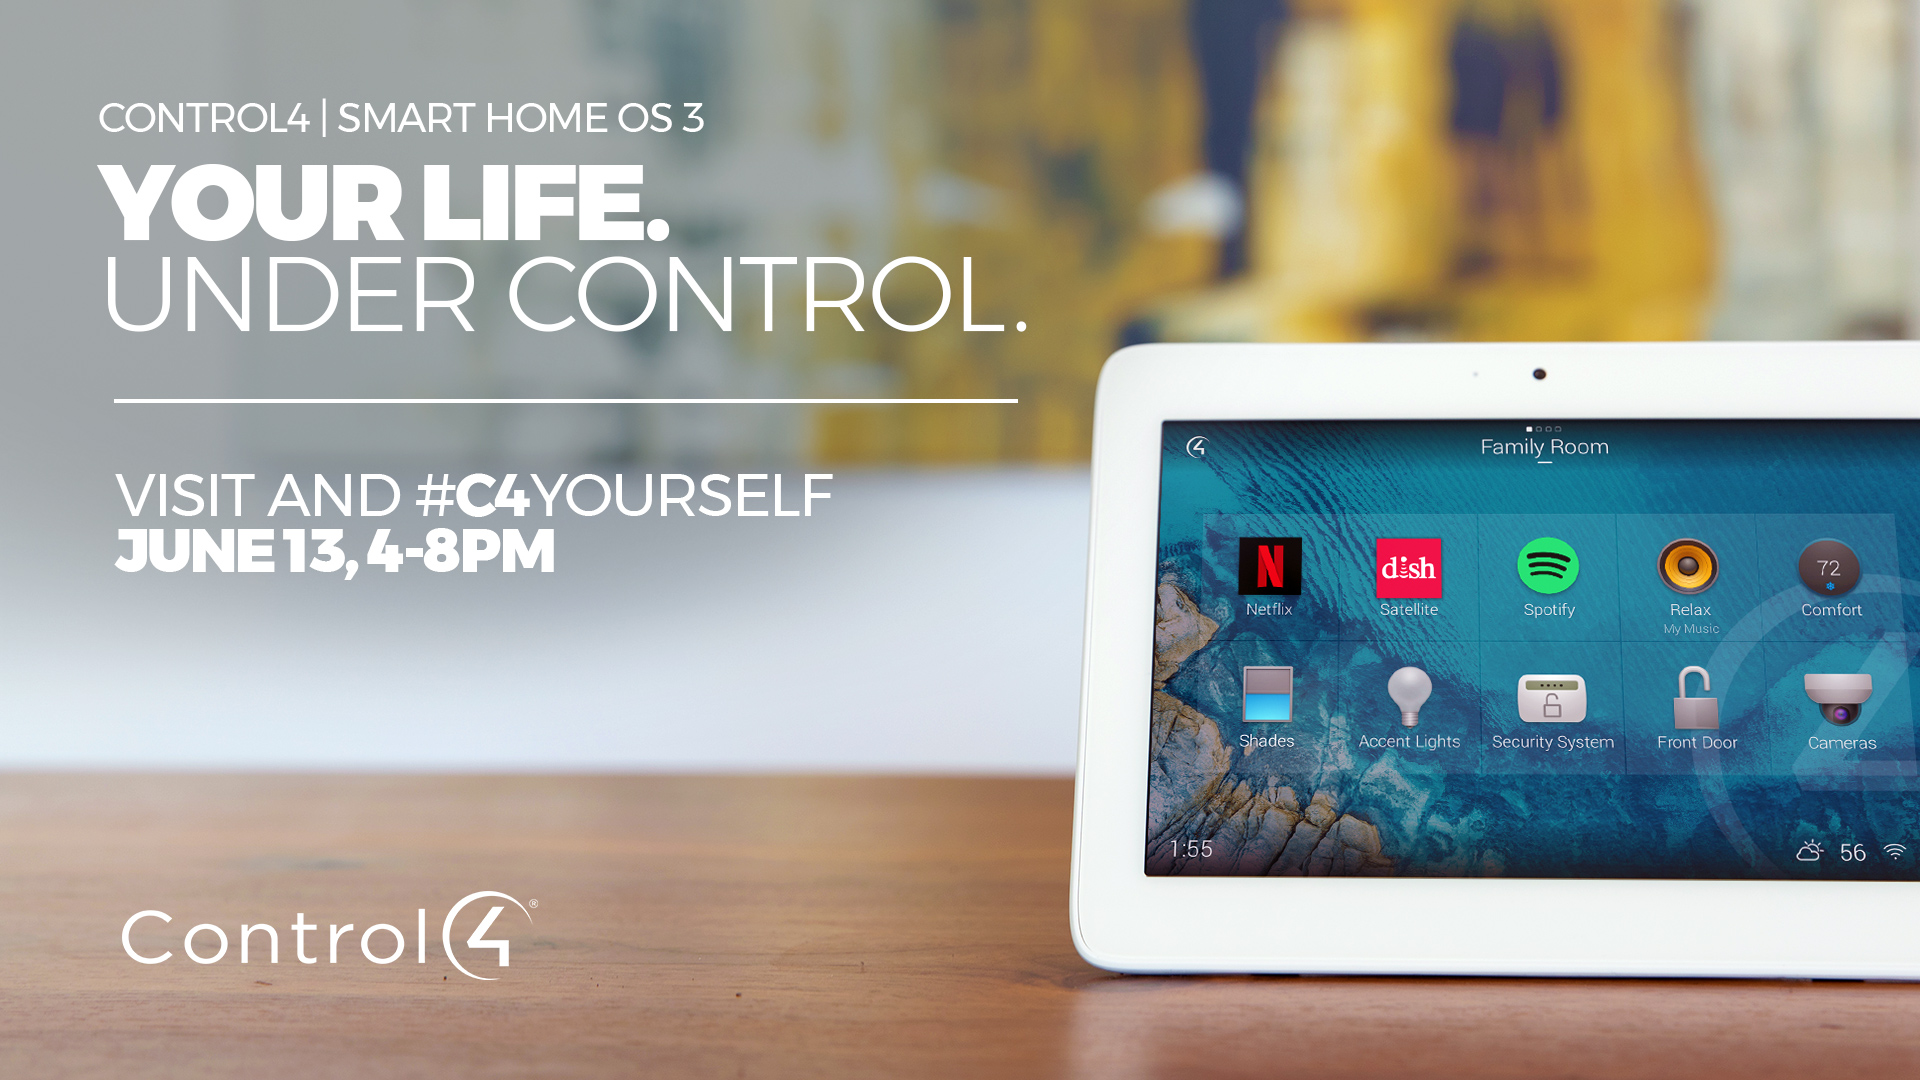 CONTROL4 | SMART HOME OS 3
YOUR LIFE.
UNDER CONTROL.
VISIT AND #C4YOURSELF
JUNE 13, 4-8PM
Control4®
4
Family Room
N
dish
72
Netflix
Satellite
Spotify
Relax
Comfort
My Music
Shades
Accent Lights
Security System
Front Door
Cameras
1:55
56